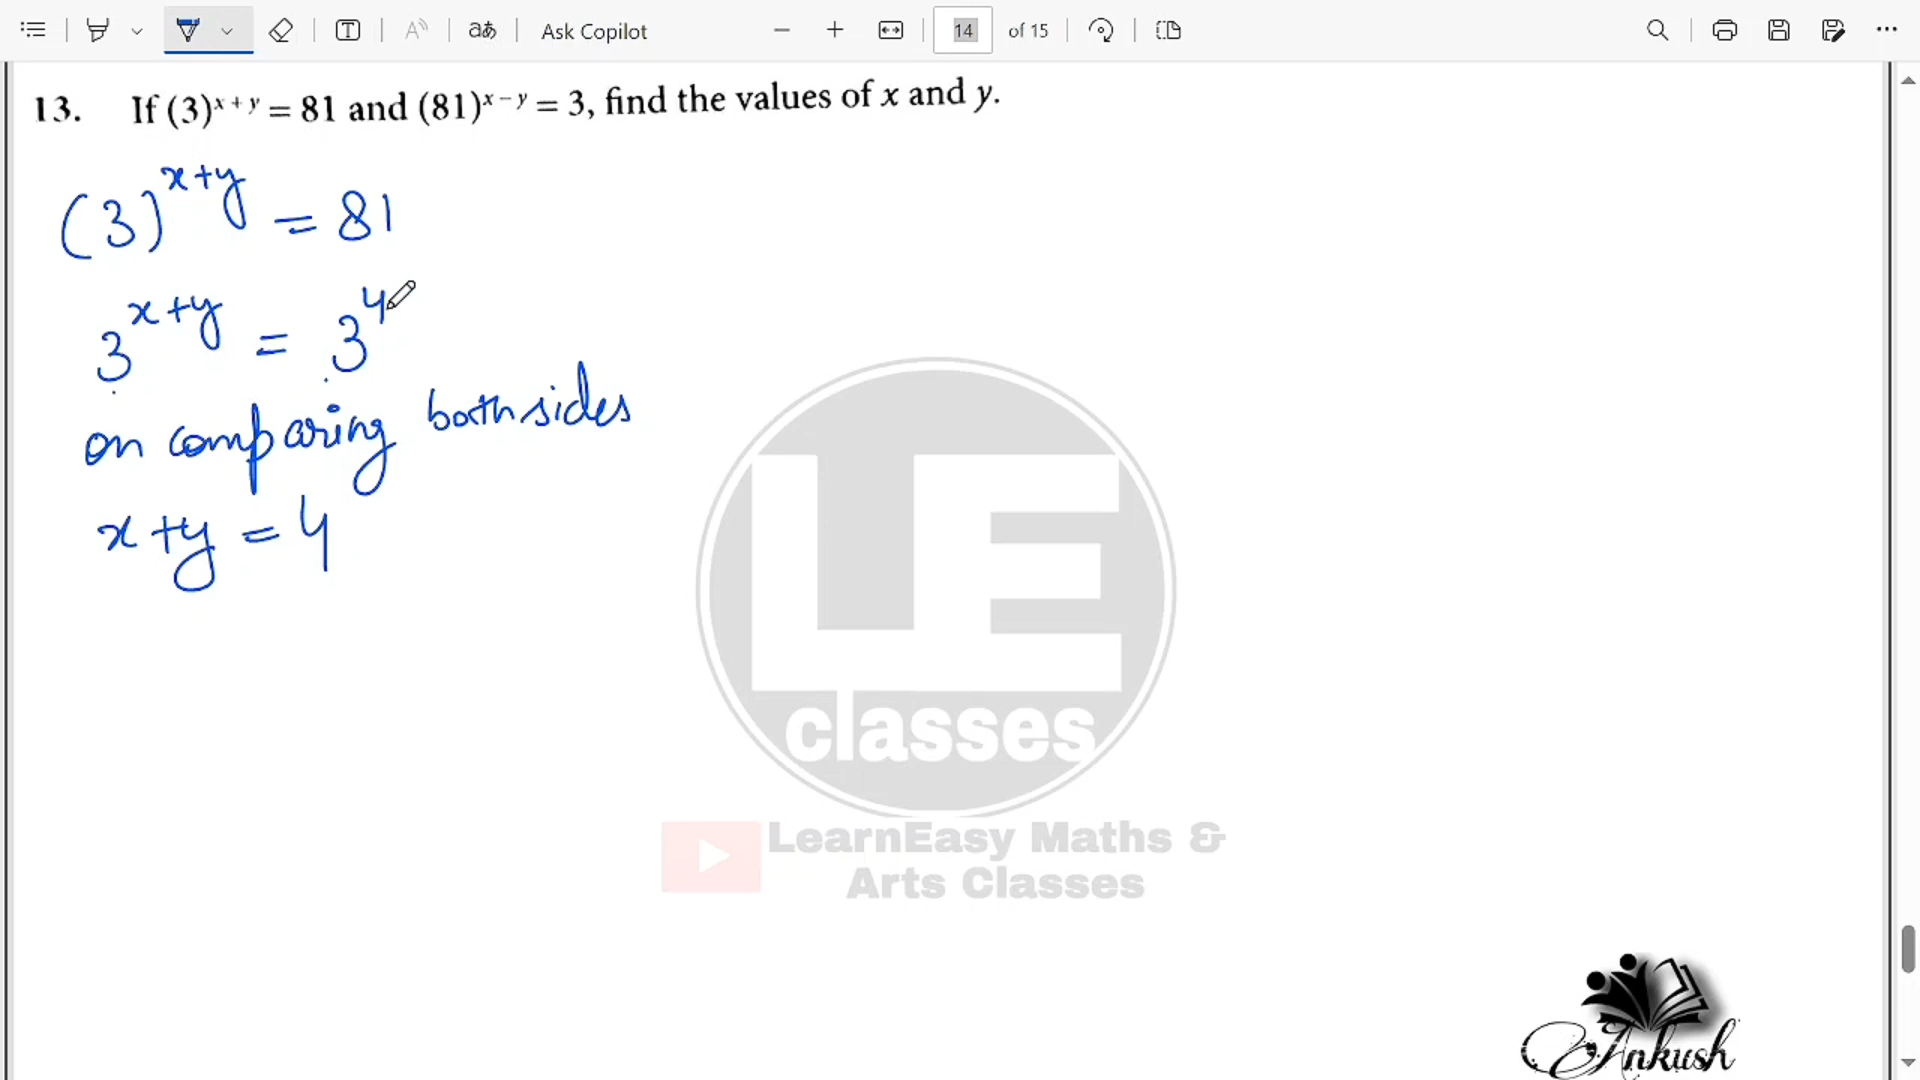 Ask Copilot
14 of 15
13. If (3)^{x + y} = 81 and (81)^{x - y} = 3, find the values of x and y.
(3)^{x+y} = 81
3^{x+y} = 3^4
on comparing both sides
x+y = 4
LE
classes
LearnEasy Maths &
Arts Classes
Ankush